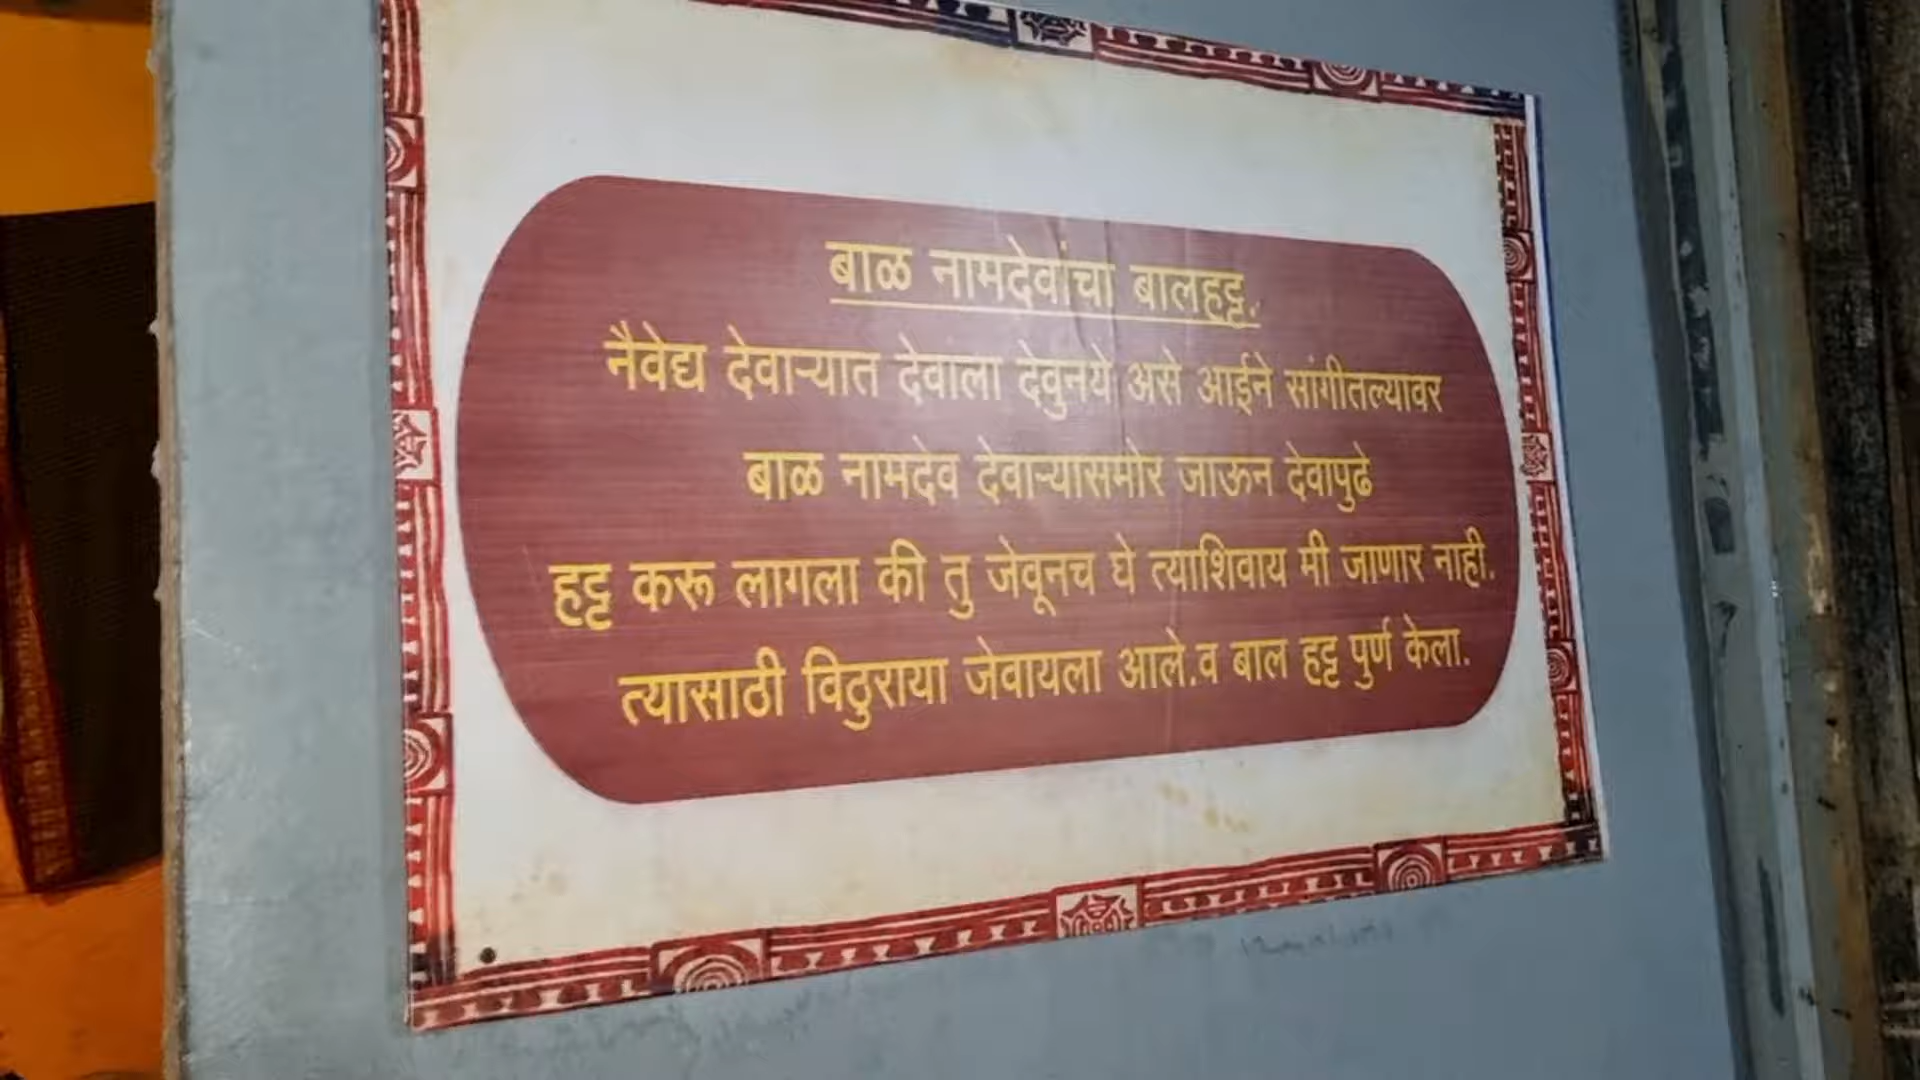 बाळ नामदेवांचा बालहट्ट.
नैवेद्य देवाऱ्यात देवाला देवुनये असे आईने सांगीतल्यावर
बाळ नामदेव देवाऱ्यासमोर जाऊन देवापुढे
हट्ट करू लागला की तु जेवूनच घे त्याशिवाय मी जाणार नाही.
त्यासाठी विठुराया जेवायला आले.व बाल हट्ट पुर्ण केला.